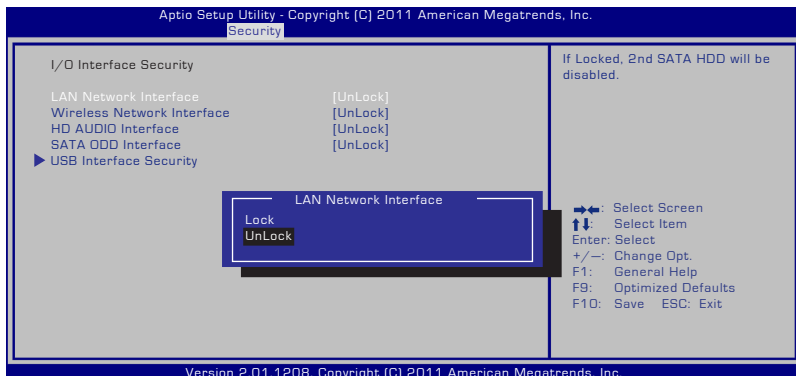 Aptio Setup Utility - Copyright (C) 2011 American Megatrends, Inc.
Security
I/O Interface Security
LAN Network Interface [UnLock]
Wireless Network Interface [UnLock]
HD AUDIO Interface [UnLock]
SATA ODD Interface [UnLock]
USB Interface Security
If Locked, 2nd SATA HDD will be
disabled.
LAN Network Interface
Lock
UnLock
→←: Select Screen
↑↓: Select Item
Enter: Select
+/—: Change Opt.
F1: General Help
F9: Optimized Defaults
F10: Save ESC: Exit
Version 2.01.1208. Copyright (C) 2011 American Megatrends, Inc.